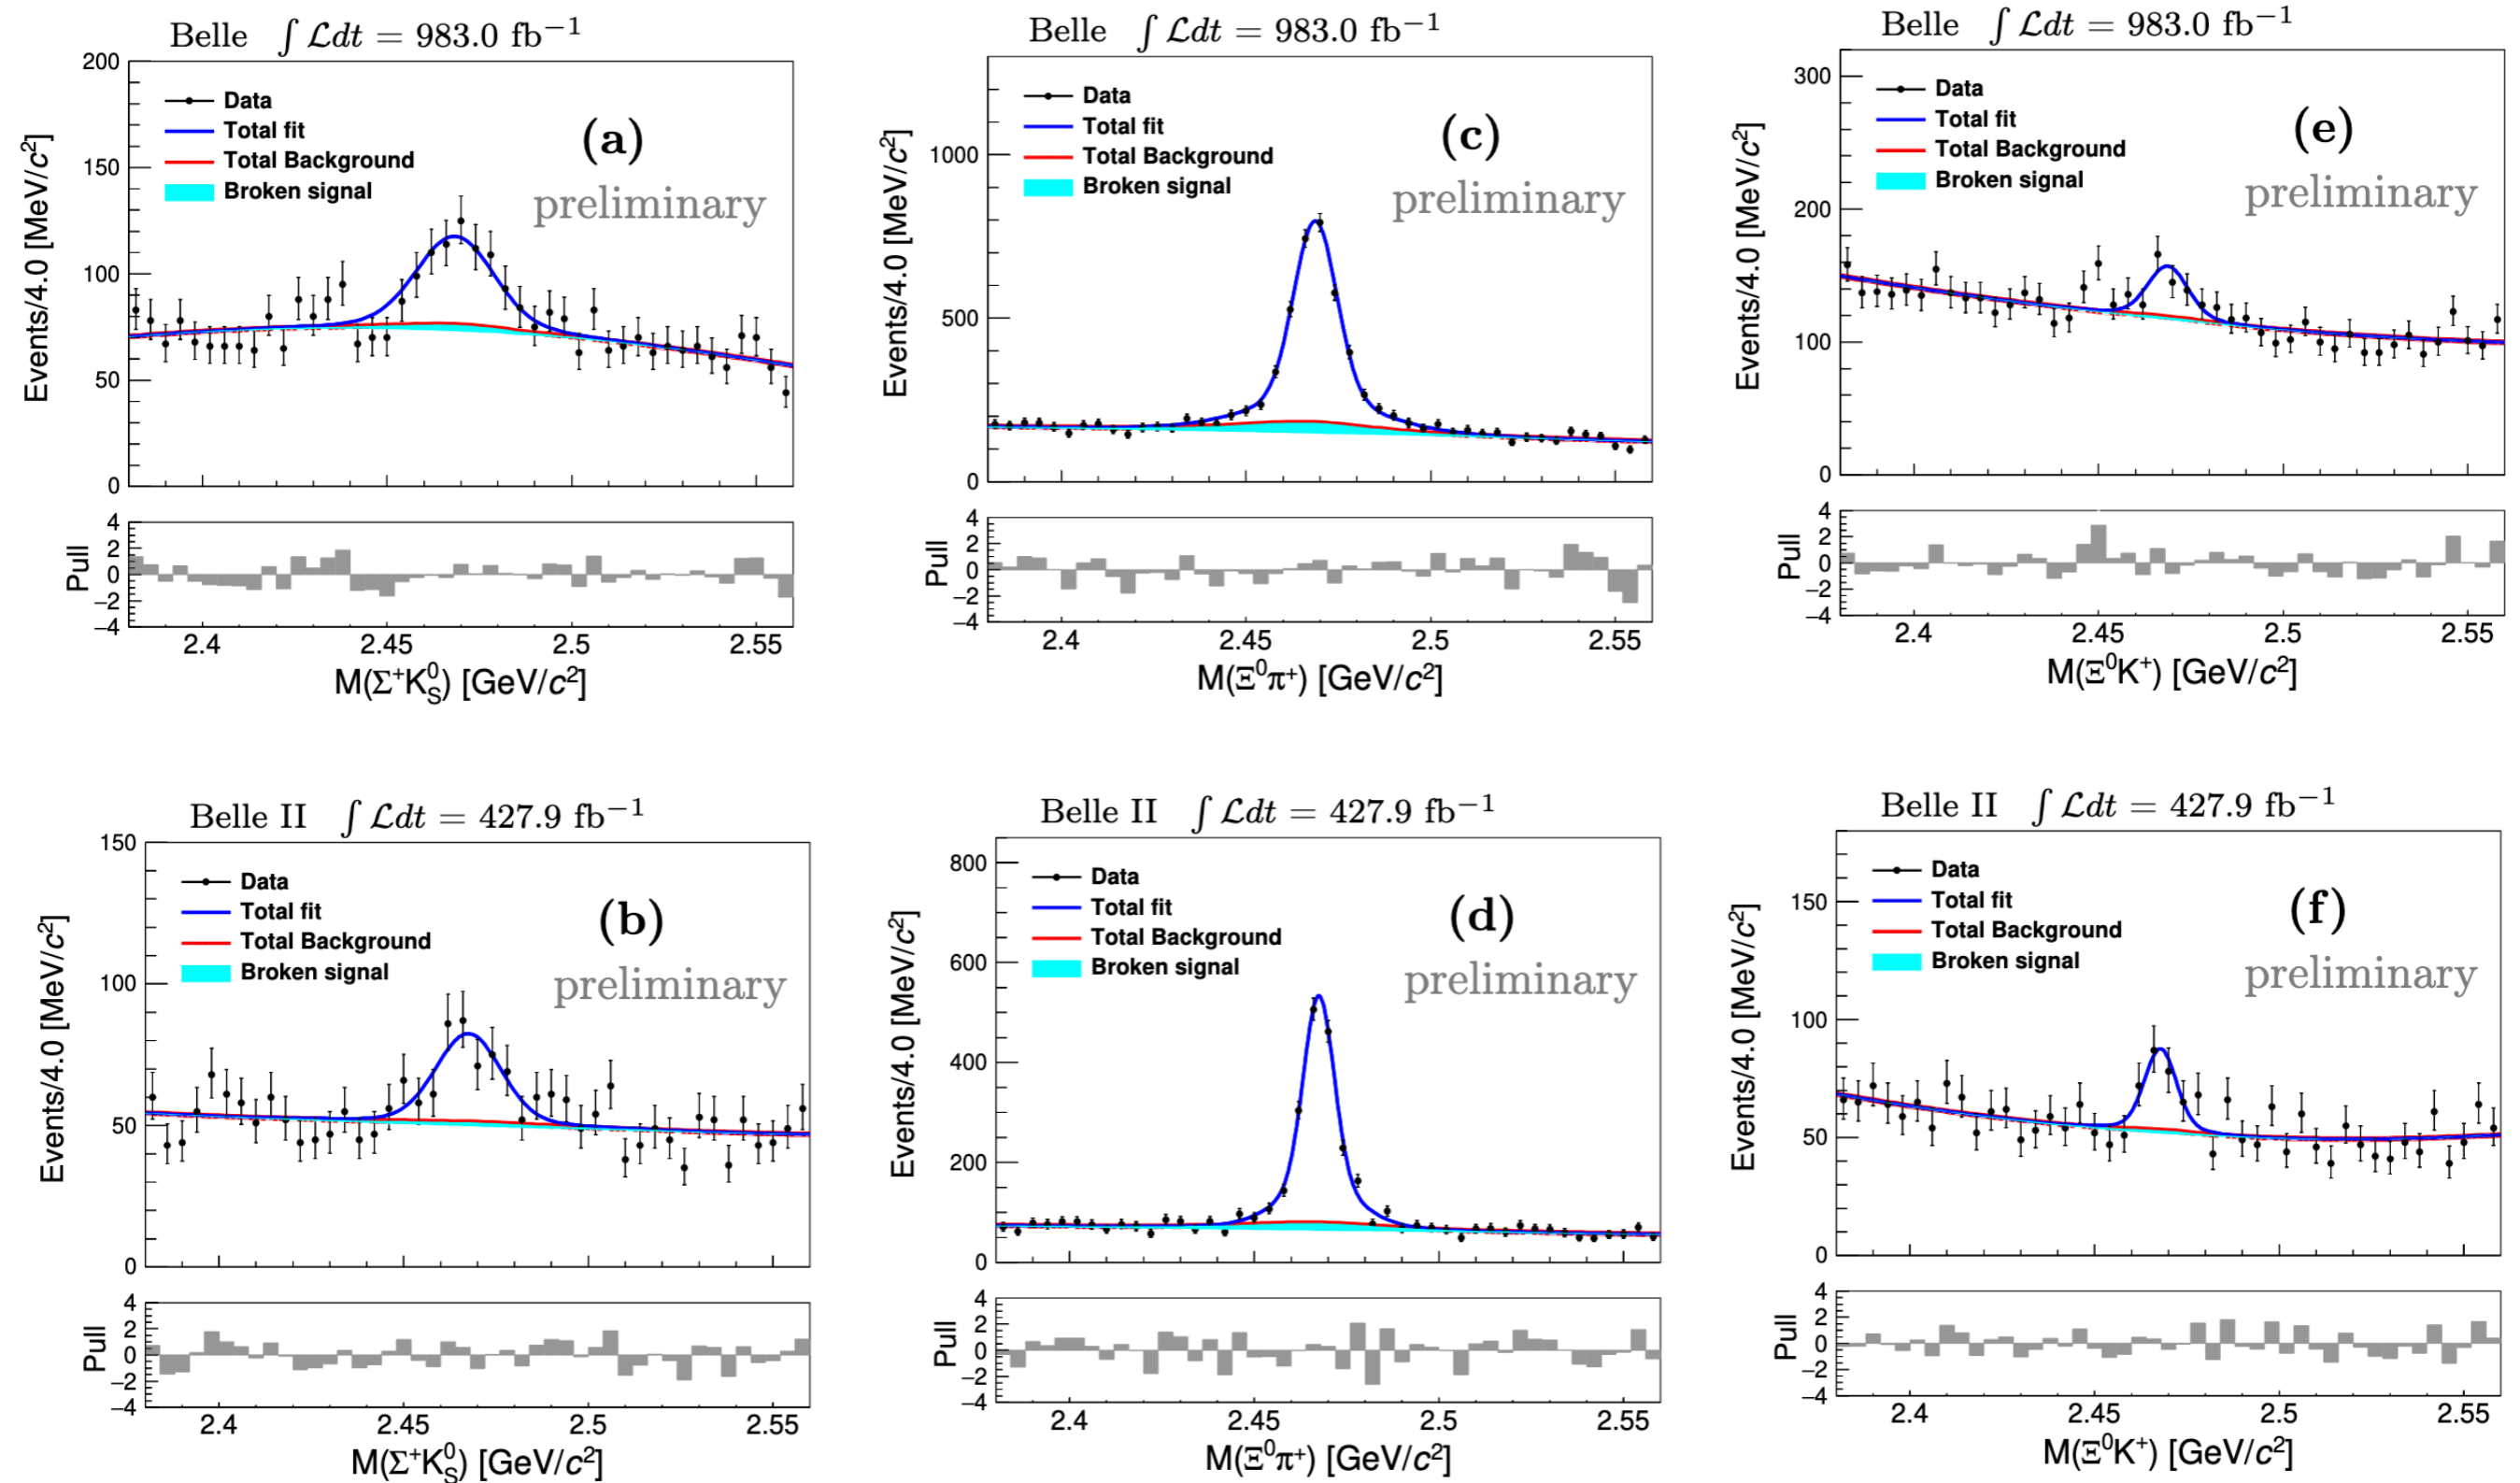 Belle ∫ ℒdt = 983.0 fb⁻¹
200
150
100
50
0
Events/4.0 [MeV/c²]
Data
Total fit
Total Background
Broken signal
(a)
preliminary
4
2
0
−2
−4
Pull
2.4 2.45 2.5 2.55
M(Σ⁺K⁰_S) [GeV/c²]
Belle ∫ ℒdt = 983.0 fb⁻¹
1000
500
0
Events/4.0 [MeV/c²]
Data
Total fit
Total Background
Broken signal
(c)
preliminary
4
2
0
−2
−4
Pull
2.4 2.45 2.5 2.55
M(Ξ⁰π⁺) [GeV/c²]
Belle ∫ ℒdt = 983.0 fb⁻¹
300
200
100
0
Events/4.0 [MeV/c²]
Data
Total fit
Total Background
Broken signal
(e)
preliminary
4
2
0
−2
−4
Pull
2.4 2.45 2.5 2.55
M(Ξ⁰K⁺) [GeV/c²]
Belle II ∫ ℒdt = 427.9 fb⁻¹
150
100
50
0
Events/4.0 [MeV/c²]
Data
Total fit
Total Background
Broken signal
(b)
preliminary
4
2
0
−2
−4
Pull
2.4 2.45 2.5 2.55
M(Σ⁺K⁰_S) [GeV/c²]
Belle II ∫ ℒdt = 427.9 fb⁻¹
800
600
400
200
0
Events/4.0 [MeV/c²]
Data
Total fit
Total Background
Broken signal
(d)
preliminary
4
2
0
−2
−4
Pull
2.4 2.45 2.5 2.55
M(Ξ⁰π⁺) [GeV/c²]
Belle II ∫ ℒdt = 427.9 fb⁻¹
150
100
50
0
Events/4.0 [MeV/c²]
Data
Total fit
Total Background
Broken signal
(f)
preliminary
4
2
0
−2
−4
Pull
2.4 2.45 2.5 2.55
M(Ξ⁰K⁺) [GeV/c²]